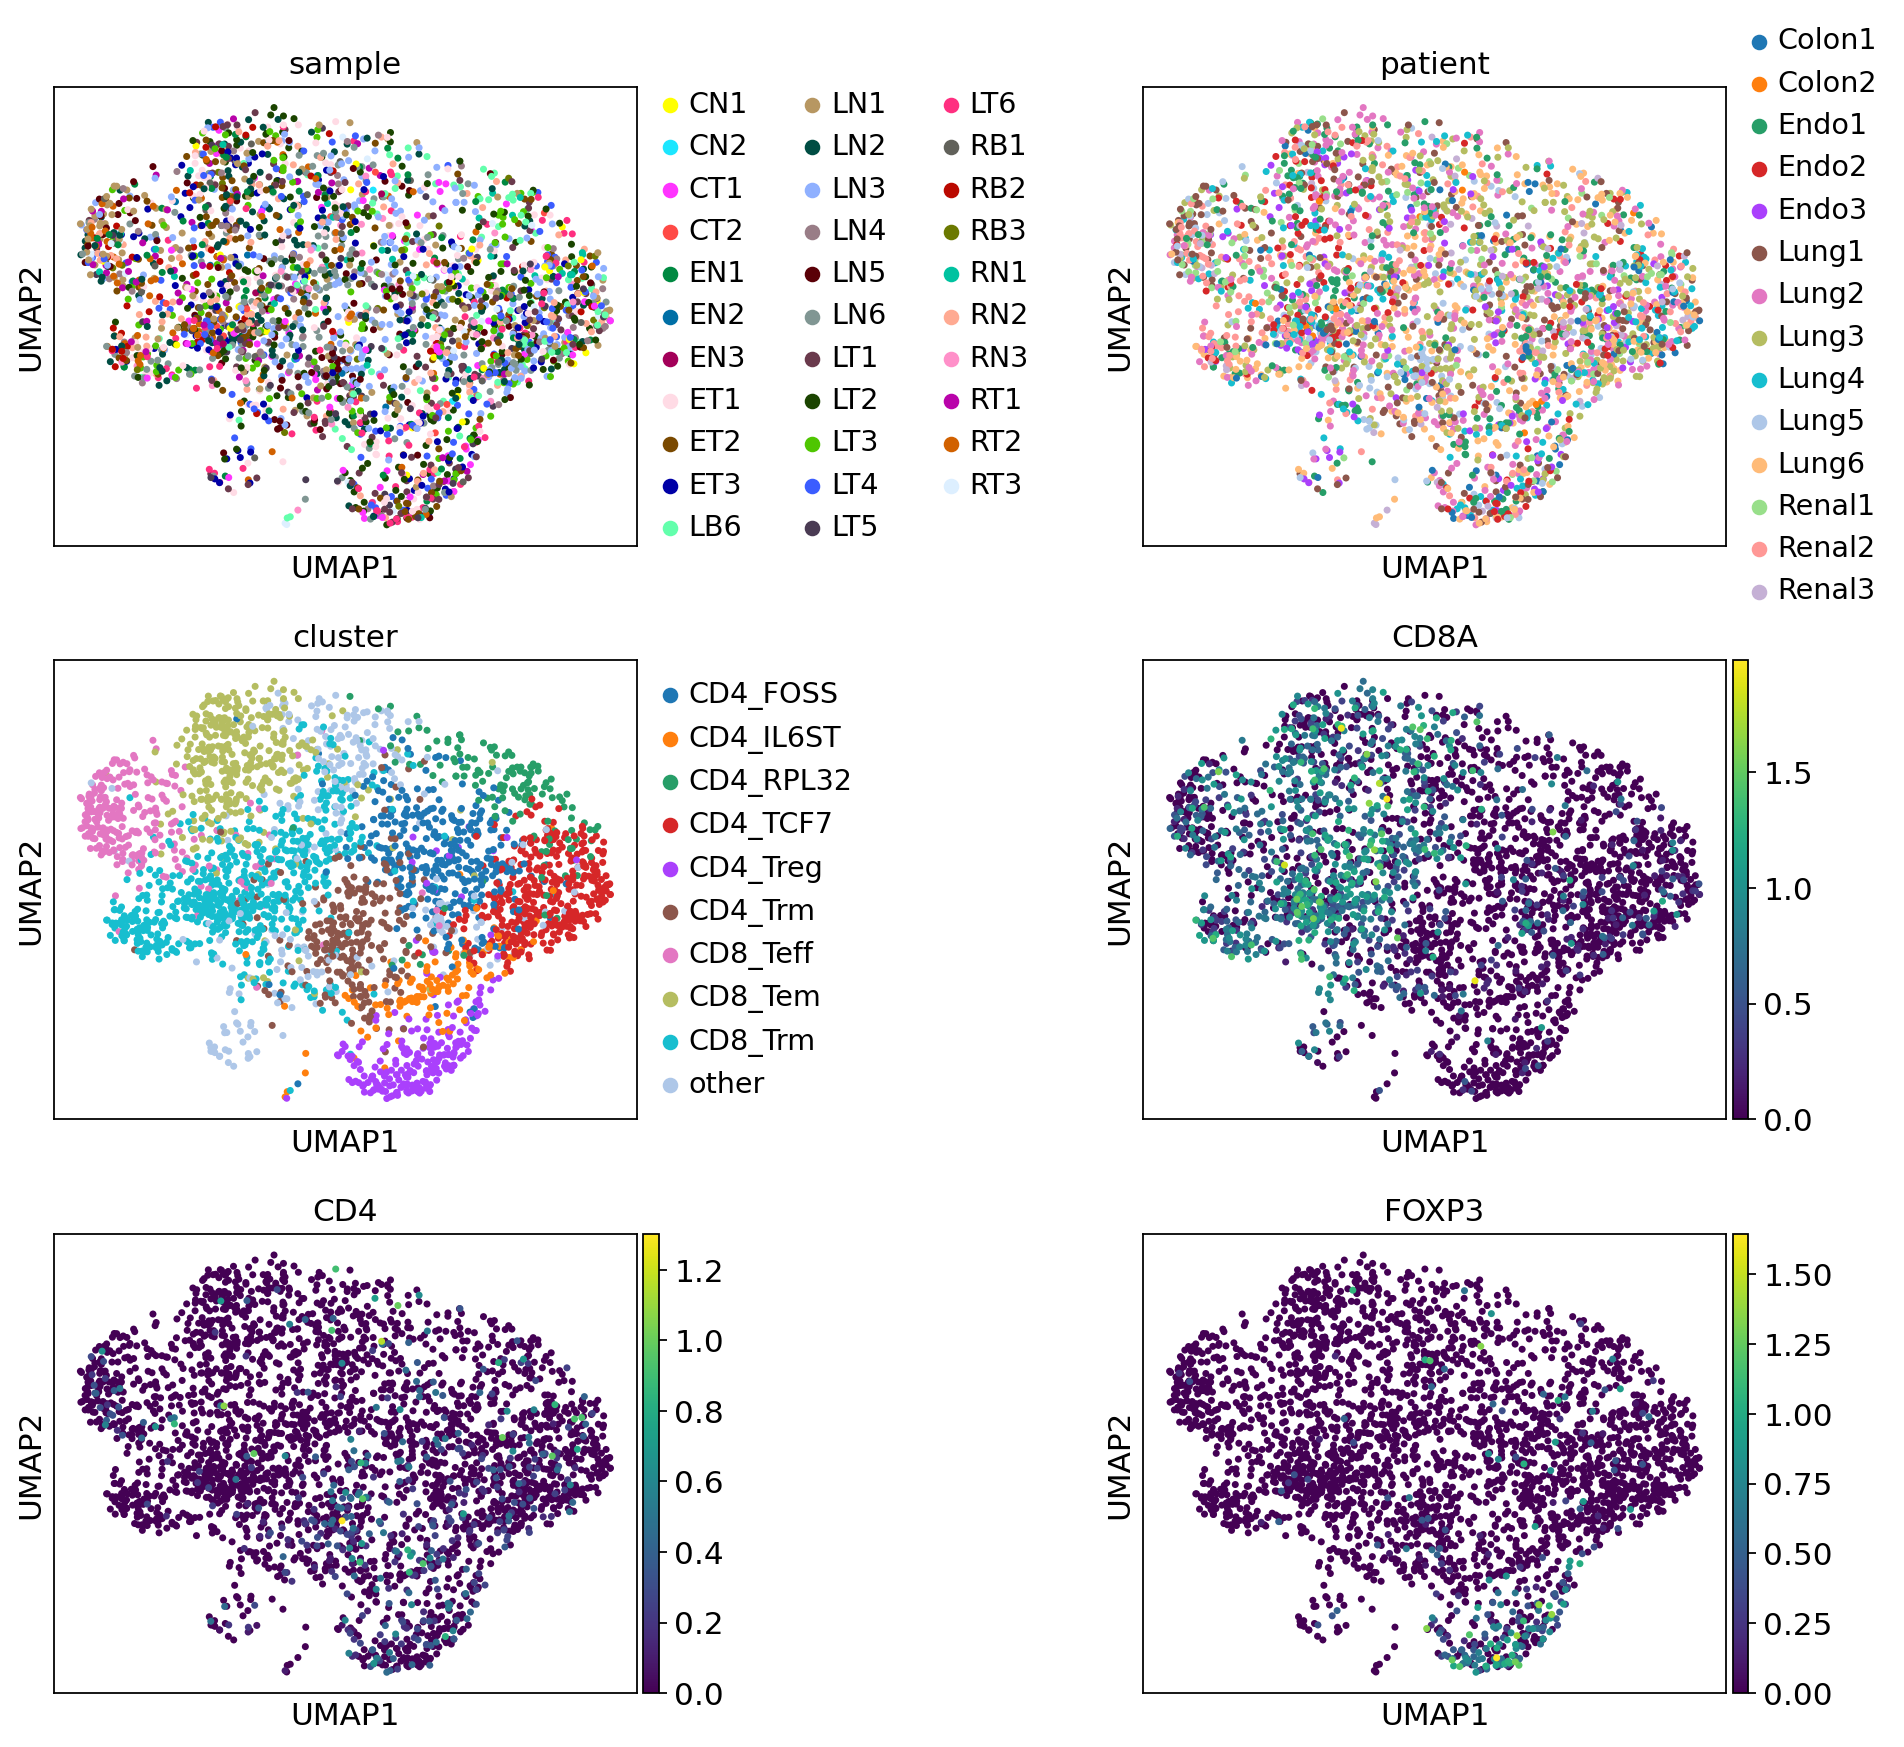 sample
UMAP2
UMAP1
CN1
CN2
CT1
CT2
EN1
EN2
EN3
ET1
ET2
ET3
LB6
LN1
LN2
LN3
LN4
LN5
LN6
LT1
LT2
LT3
LT4
LT5
LT6
RB1
RB2
RB3
RN1
RN2
RN3
RT1
RT2
RT3
patient
UMAP2
UMAP1
Colon1
Colon2
Endo1
Endo2
Endo3
Lung1
Lung2
Lung3
Lung4
Lung5
Lung6
Renal1
Renal2
Renal3
cluster
UMAP2
UMAP1
CD4_FOSS
CD4_IL6ST
CD4_RPL32
CD4_TCF7
CD4_Treg
CD4_Trm
CD8_Teff
CD8_Tem
CD8_Trm
other
CD8A
UMAP2
UMAP1
1.5
1.0
0.5
0.0
CD4
UMAP2
UMAP1
1.2
1.0
0.8
0.6
0.4
0.2
0.0
FOXP3
UMAP2
UMAP1
1.50
1.25
1.00
0.75
0.50
0.25
0.00